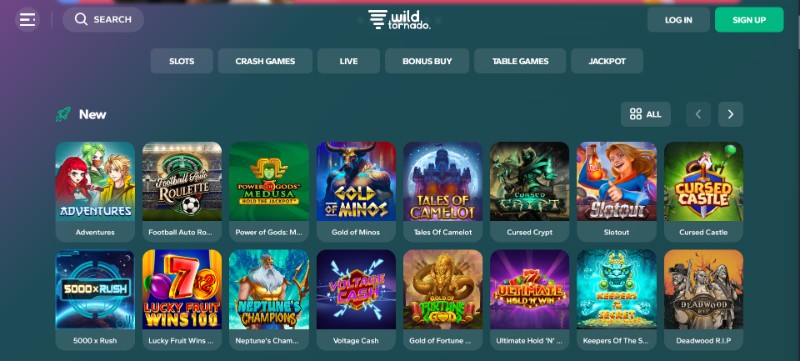 SEARCH
wild
tornado.
LOG IN
SIGN UP
SLOTS
CRASH GAMES
LIVE
BONUS BUY
TABLE GAMES
JACKPOT
New
ALL
ADVENTURES
Football Auto
ROULETTE
POWER OF GODS™
MEDUSA
HOLD THE JACKPOT™
GOLD
OF MINOS
TALES OF
CAMELOT
CURSED
CRYPT
Slotout
CURSED
CASTLE
Adventures
Football Auto Ro...
Power of Gods: M...
Gold of Minos
Tales Of Camelot
Cursed Crypt
Slotout
Cursed Castle
5000 x RUSH
LUCKY FRUIT
WINS 100
NEPTUNE'S
CHAMPIONS
VOLTAGE
CASH
GOLD OF
FORTUNE
GOD
ULTIMATE
HOLD 'N' WIN
KEEPERS
OF THE
SECRET
DEADWOOD
R.I.P
5000 x Rush
Lucky Fruit Wins ...
Neptune's Cham...
Voltage Cash
Gold of Fortune ...
Ultimate Hold 'N' ...
Keepers Of The S...
Deadwood R.I.P